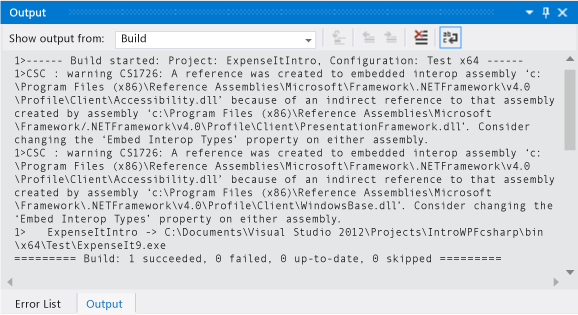 Output
Show output from: Build
1>------ Build started: Project: ExpenseItIntro, Configuration: Test x64 ------
1>CSC : warning CS1726: A reference was created to embedded interop assembly ‘c:
\Program Files (x86)\Reference Assemblies\Microsoft\Framework\.NETFramework\v4.0
\Profile\Client\Accessibility.dll’ because of an indirect reference to that assembly
created by assembly ‘c:\Program Files (x86)\Reference Assemblies\Microsoft
\Framework/.NETFramework\v4.0\Profile\Client\PresentationFramework.dll’. Consider
changing the ‘Embed Interop Types’ property on either assembly.
1>CSC : warning CS1726: A reference was created to embedded interop assembly ‘c:
\Program Files (x86)\Reference Assemblies\Microsoft\Framework\.NETFramework\v4.0
\Profile\Client\Accessibility.dll’ because of an indirect reference to that assembly
created by assembly ‘c:\Program Files (x86)\Reference Assemblies\Microsoft
\Framework\.NETFramework\v4.0\Profile\Client\WindowsBase.dll’. Consider changing the
‘Embed Interop Types’ property on either assembly.
1>   ExpenseItIntro -> C:\Documents\Visual Studio 2012\Projects\IntroWPFcsharp\bin
\x64\Test\ExpenseIt9.exe
========= Build: 1 succeeded, 0 failed, 0 up-to-date, 0 skipped =========
Error List Output